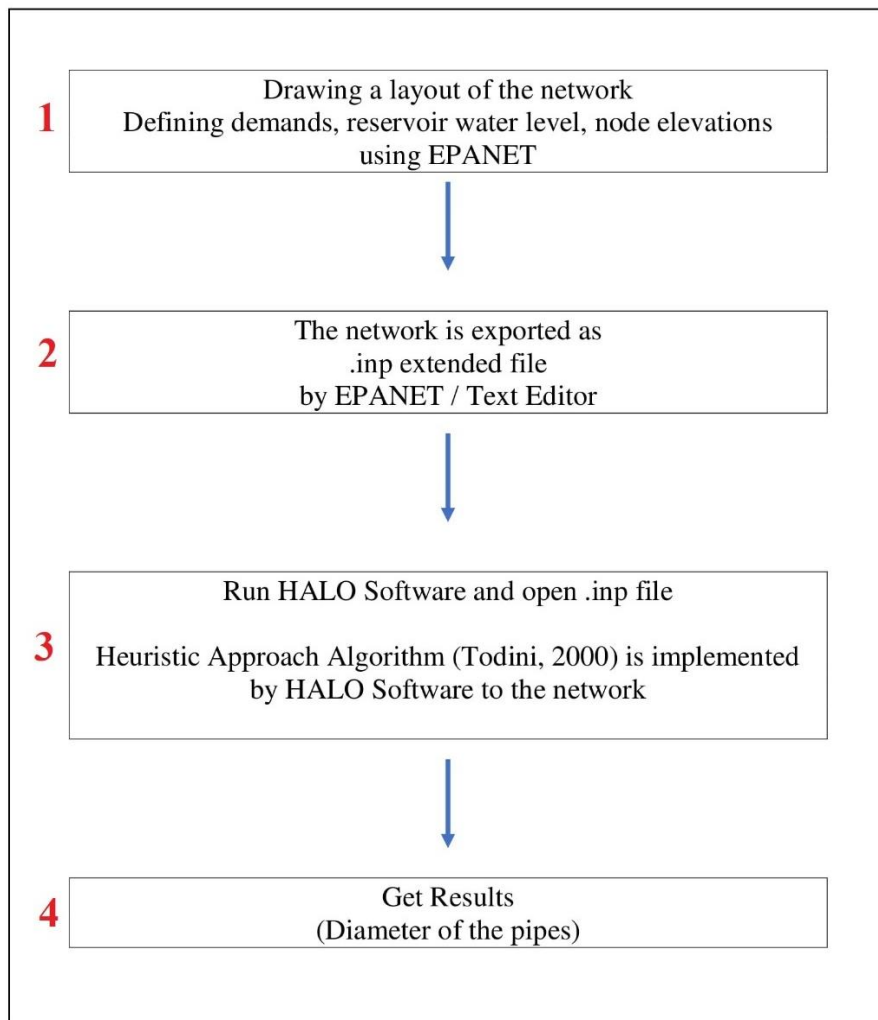 1
Drawing a layout of the network
Defining demands, reservoir water level, node elevations
using EPANET
2
The network is exported as
.inp extended file
by EPANET / Text Editor
3
Run HALO Software and open .inp file
Heuristic Approach Algorithm (Todini, 2000) is implemented
by HALO Software to the network
4
Get Results
(Diameter of the pipes)